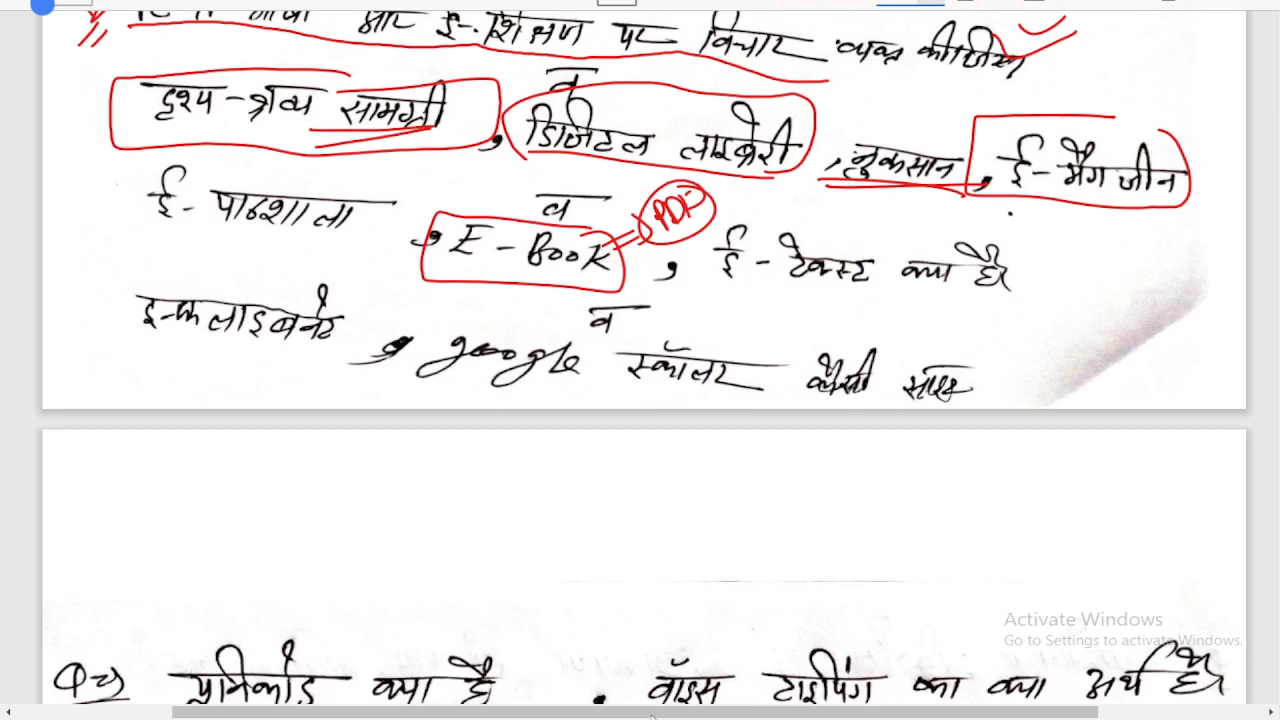 और ई-शिक्षण पर विचार व्यक्त कीजिए
व
दृश्य-श्रव्य सामग्री, डिजिटल लाइब्रेरी, नुकसान, ई-मैगजीन
व
ई-पाठशाला, E-Book PDF, ई-टेक्स्ट क्या है
व
google स्कॉलर कैसी साइट
Activate Windows
Go to Settings to activate Windows.
यूनिकोड क्या है, वॉइस टाइपिंग का क्या अर्थ है